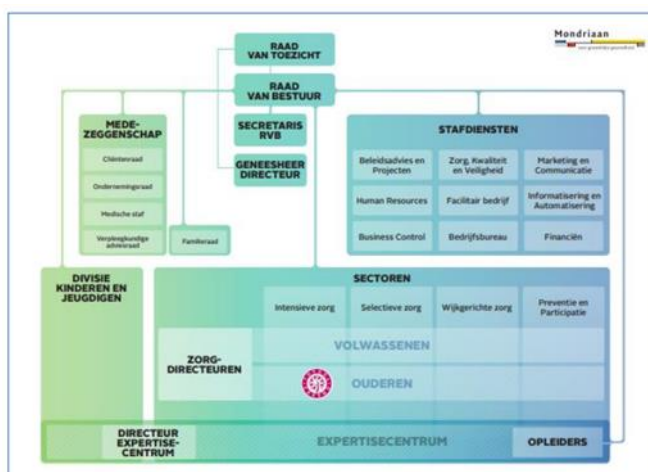 Mondriaan
voor geestelijke gezondheid
RAAD
VAN TOEZICHT
RAAD
VAN BESTUUR
SECRETARIS
RVB
GENEESHEER
DIRECTEUR
MEDE-
ZEGGENSCHAP
Cliëntenraad
Ondernemingsraad
Medische staf
Verpleegkundige
adviesraad
Familieraad
STAFDIENSTEN
Beleidsadvies en
Projecten
Zorg, Kwaliteit
en Veiligheid
Marketing en
Communicatie
Human Resources
Facilitair bedrijf
Informatisering en
Automatisering
Business Control
Bedrijfsbureau
Financiën
DIVISIE
KINDEREN EN
JEUGDIGEN
SECTOREN
Intensieve zorg
Selectieve zorg
Wijkgerichte zorg
Preventie en
Participatie
ZORG-
DIRECTEUREN
VOLWASSENEN
OUDEREN
DIRECTEUR
EXPERTISE-
CENTRUM
EXPERTISECENTRUM
OPLEIDERS